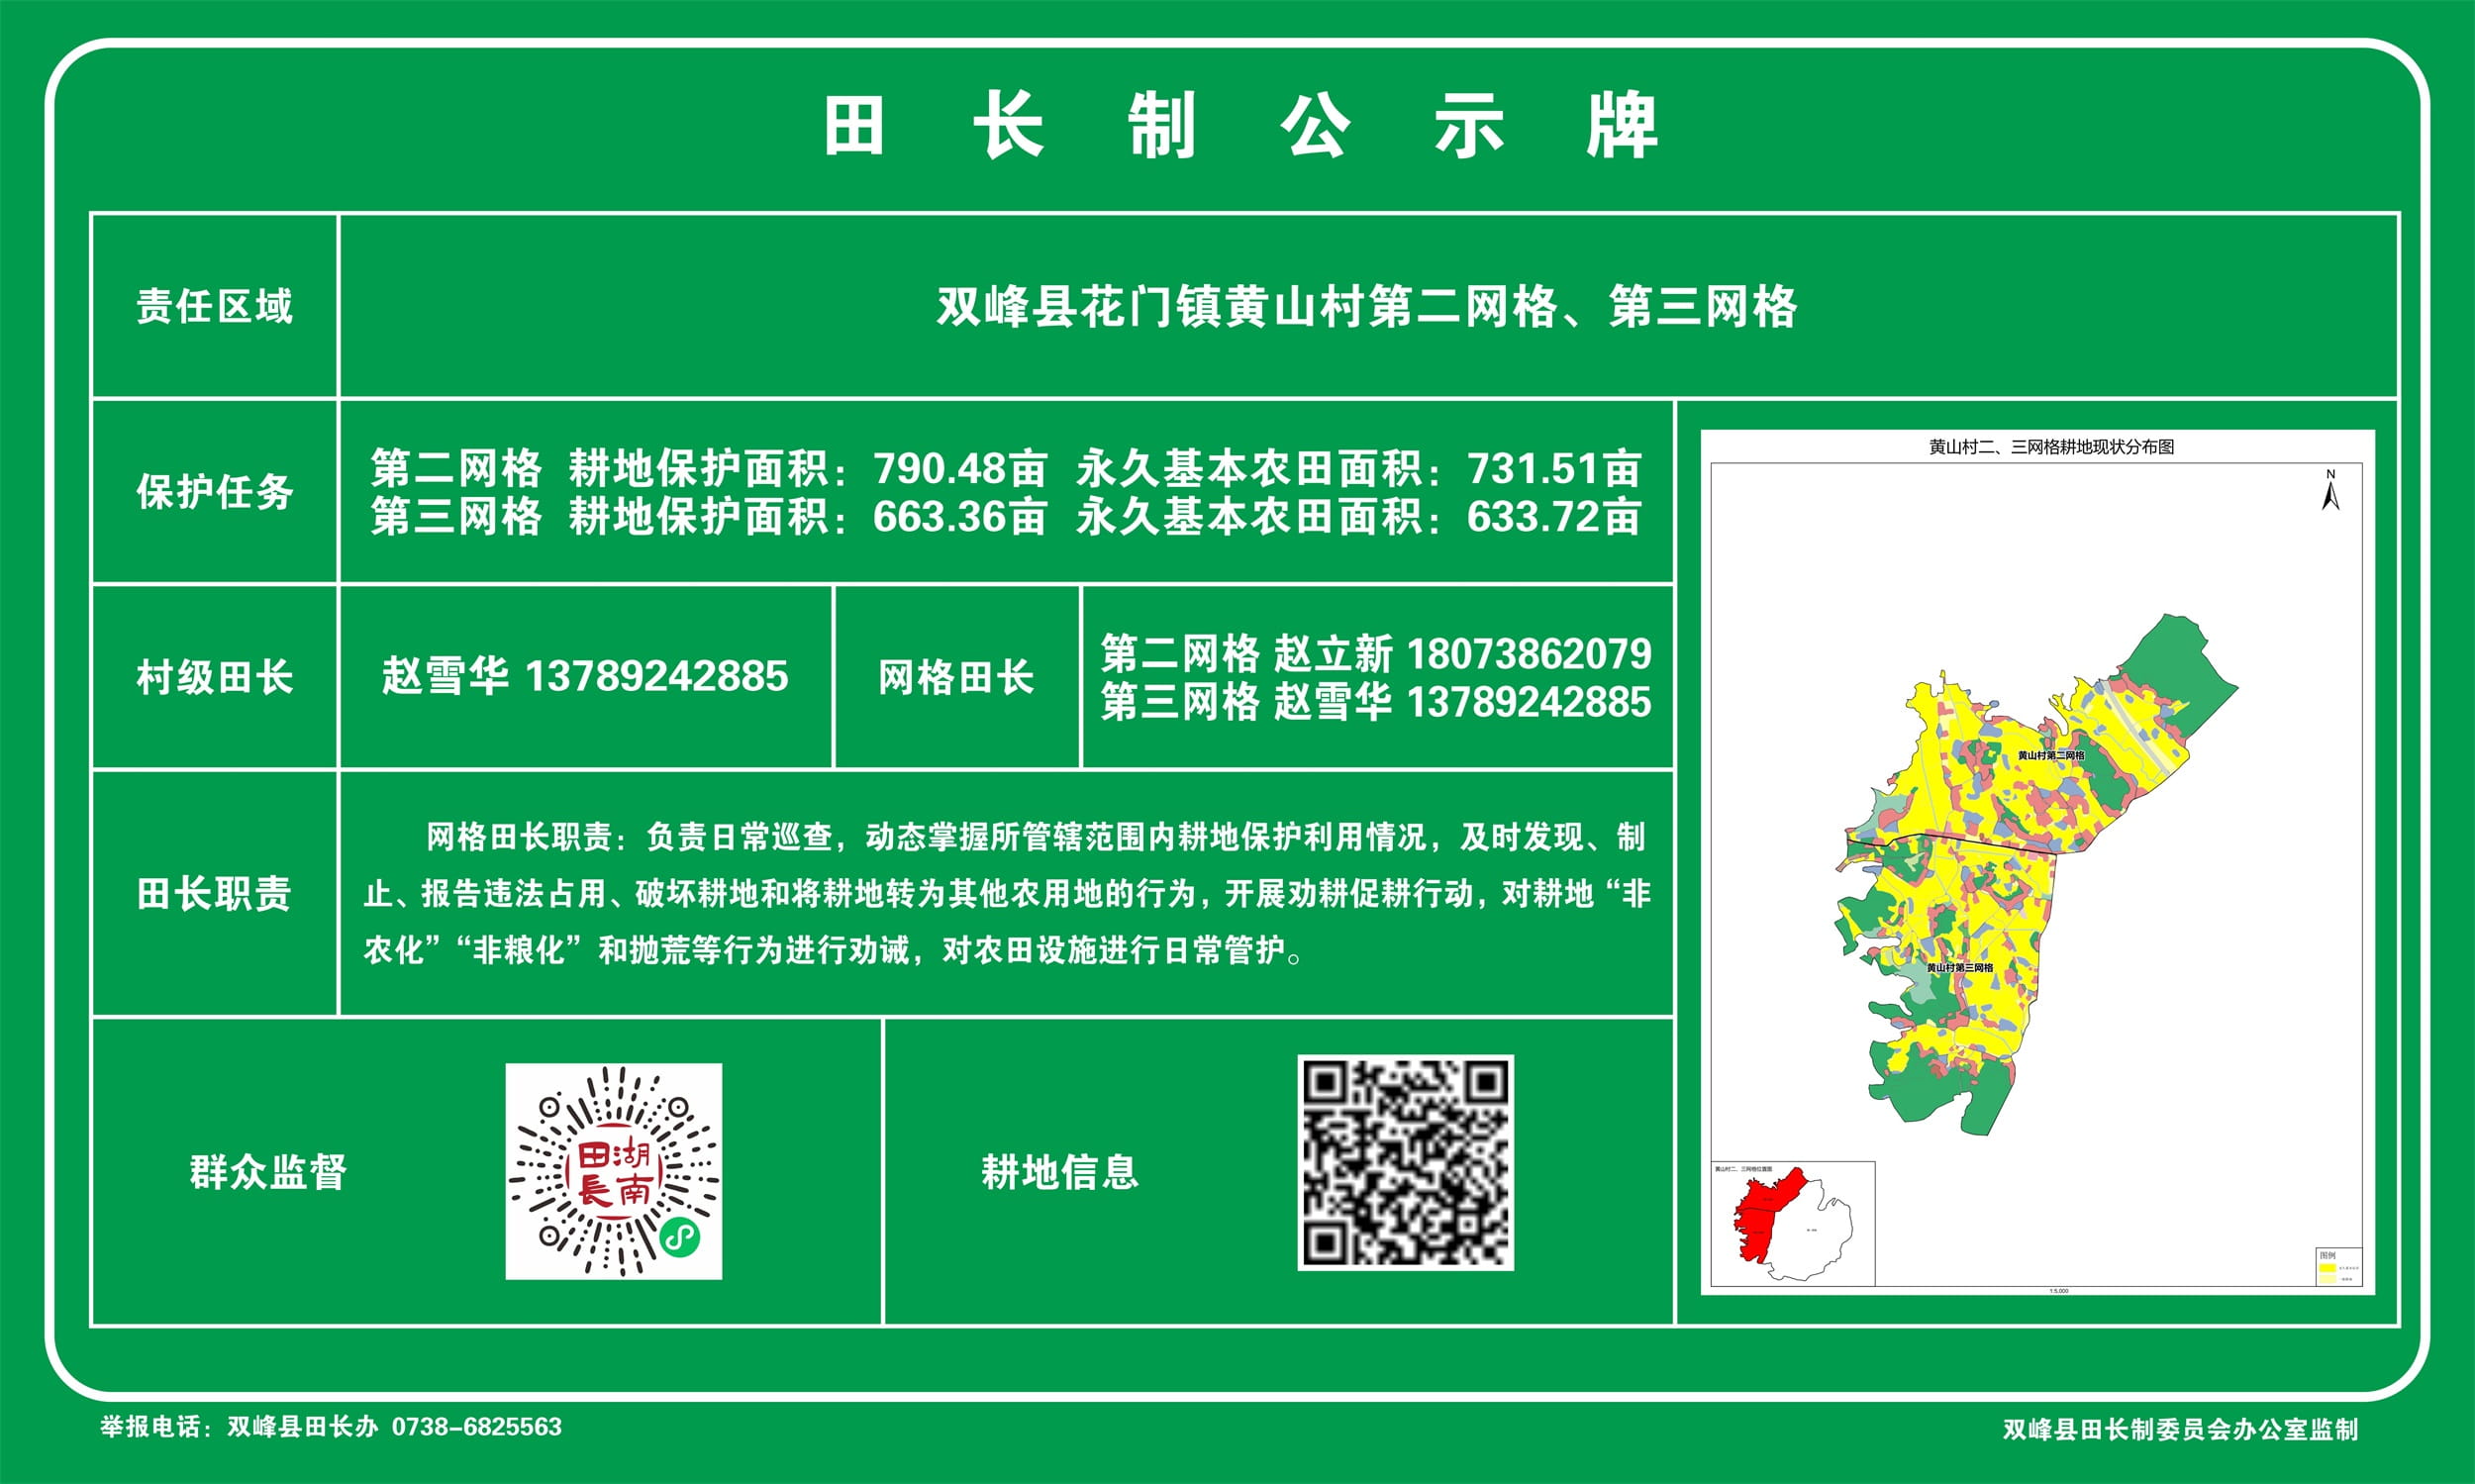 田长制公示牌
责任区域
双峰县花门镇黄山村第二网格、第三网格
保护任务
第二网格 耕地保护面积：790.48亩 永久基本农田面积：731.51亩
第三网格 耕地保护面积：663.36亩 永久基本农田面积：633.72亩
村级田长
赵雪华 13789242885
网格田长
第二网格 赵立新 18073862079
第三网格 赵雪华 13789242885
田长职责
网格田长职责：负责日常巡查，动态掌握所管辖范围内耕地保护利用情况，及时发现、制
止、报告违法占用、破坏耕地和将耕地转为其他农用地的行为，开展劝耕促耕行动，对耕地“非
农化”“非粮化”和抛荒等行为进行劝诫，对农田设施进行日常管护。
群众监督
田湖
長南
耕地信息
黄山村二、三网格耕地现状分布图
N
黄山村第二网格
黄山村第三网格
黄山村二、三网格位置图
图例
1:5,000
举报电话：双峰县田长办 0738-6825563
双峰县田长制委员会办公室监制